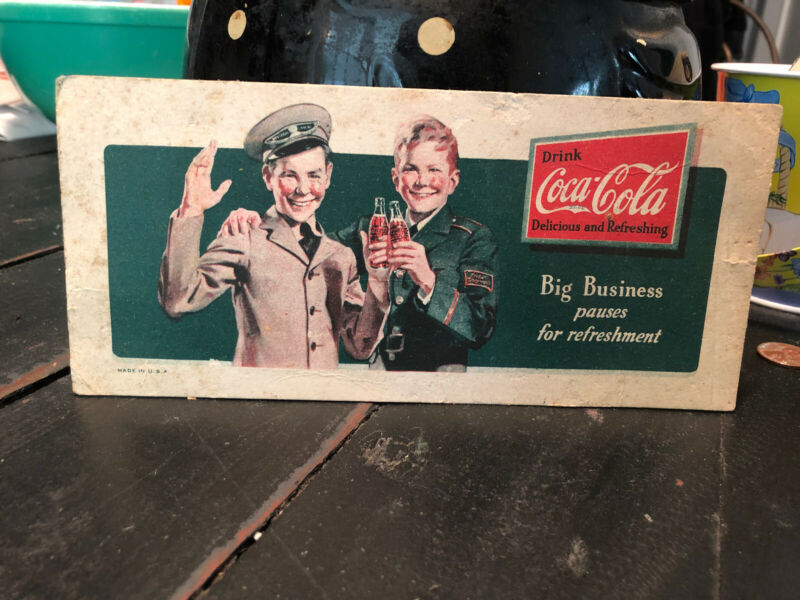 Drink
Coca-Cola
Delicious and Refreshing
Big Business
pauses
for refreshment
MADE IN U.S.A.